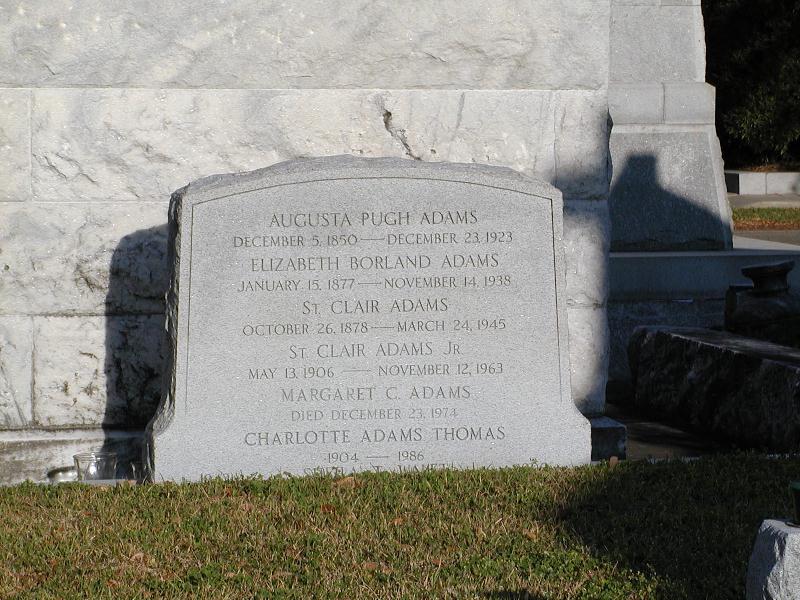 AUGUSTA PUGH ADAMS
DECEMBER 5, 1850 — DECEMBER 23, 1923
ELIZABETH BORLAND ADAMS
JANUARY 15, 1877 — NOVEMBER 14, 1938
ST. CLAIR ADAMS
OCTOBER 26, 1878 — MARCH 24, 1945
ST. CLAIR ADAMS JR
MAY 13, 1906 — NOVEMBER 12, 1963
MARGARET C. ADAMS
DIED DECEMBER 23, 1974
CHARLOTTE ADAMS THOMAS
1904 — 1986